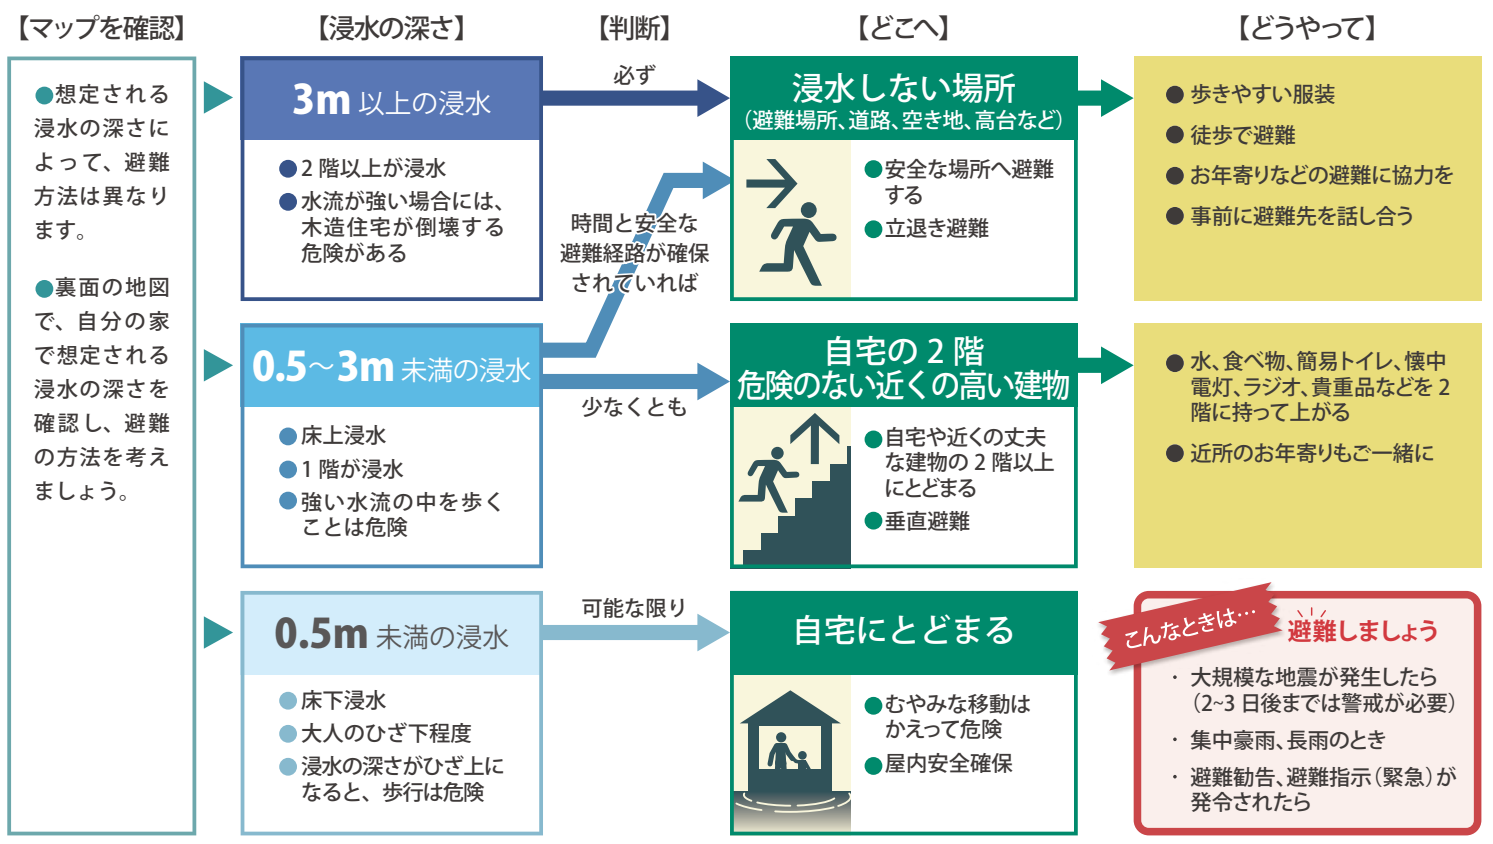 【マップを確認】
【浸水の深さ】
【判断】
【どこへ】
【どうやって】
●想定される
浸水の深さに
よって、避難
方法は異なり
ます。
●裏面の地図
で、自分の家
で想定される
浸水の深さを
確認し、避難
の方法を考え
ましょう。
3m 以上の浸水
●2 階以上が浸水
●水流が強い場合には、
木造住宅が倒壊する
危険がある
必ず
浸水しない場所
（避難場所、道路、空き地、高台など）
●安全な場所へ避難
する
●立退き避難
● 歩きやすい服装
● 徒歩で避難
● お年寄りなどの避難に協力を
● 事前に避難先を話し合う
時間と安全な
避難経路が確保
されていれば
0.5〜3m 未満の浸水
●床上浸水
●1 階が浸水
●強い水流の中を歩く
ことは危険
少なくとも
自宅の 2 階
危険のない近くの高い建物
●自宅や近くの丈夫
な建物の 2 階以上
にとどまる
●垂直避難
● 水、食べ物、簡易トイレ、懐中
電灯、ラジオ、貴重品などを 2
階に持って上がる
● 近所のお年寄りもご一緒に
0.5m 未満の浸水
●床下浸水
●大人のひざ下程度
●浸水の深さがひざ上に
なると、歩行は危険
可能な限り
自宅にとどまる
●むやみな移動は
かえって危険
●屋内安全確保
こんなときは…
避難しましょう
・ 大規模な地震が発生したら
（2~3 日後までは警戒が必要）
・ 集中豪雨、長雨のとき
・ 避難勧告、避難指示（緊急）が
発令されたら